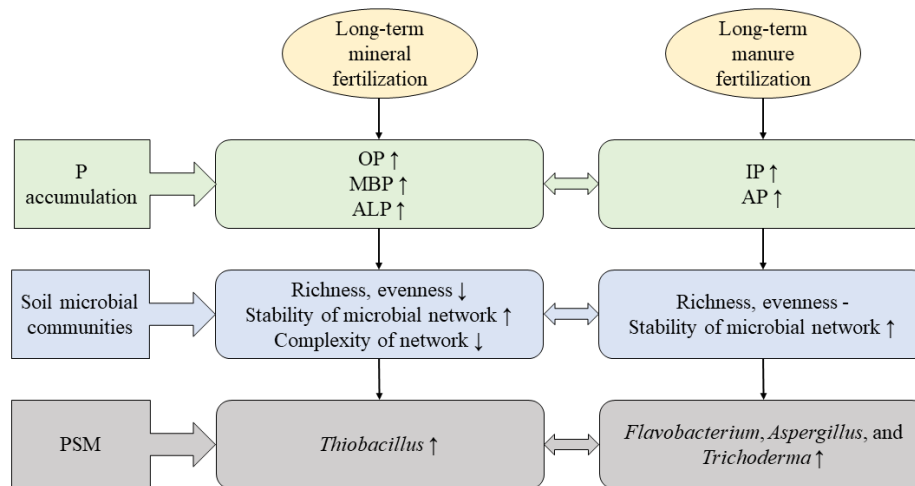 Long-term
mineral
fertilization
Long-term
manure
fertilization
P
accumulation
OP ↑
MBP ↑
ALP ↑
IP ↑
AP ↑
Soil microbial
communities
Richness, evenness ↓
Stability of microbial network ↑
Complexity of network ↓
Richness, evenness -
Stability of microbial network ↑
PSM
Thiobacillus ↑
Flavobacterium, Aspergillus, and
Trichoderma ↑